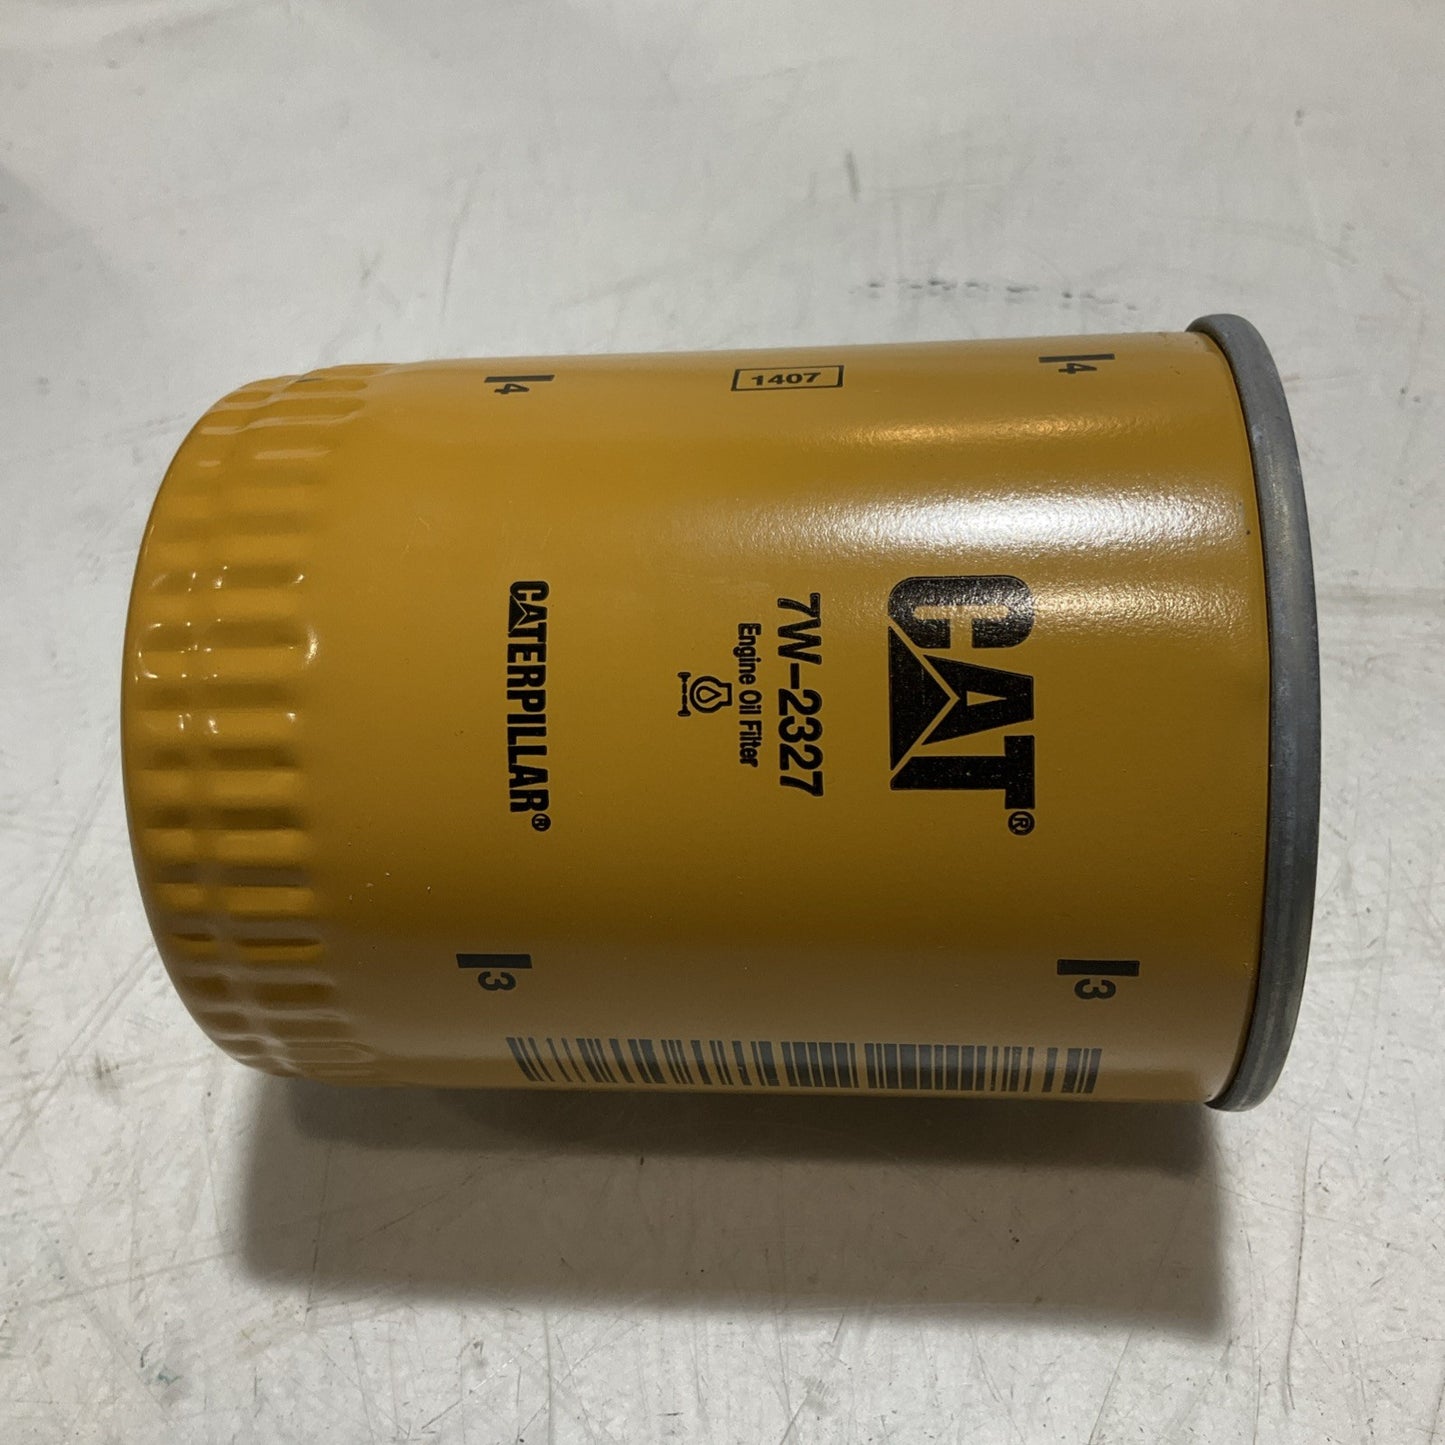 CAT®
7W-2327
Engine Oil Filter
CATERPILLAR®
1407
4
4
3
3